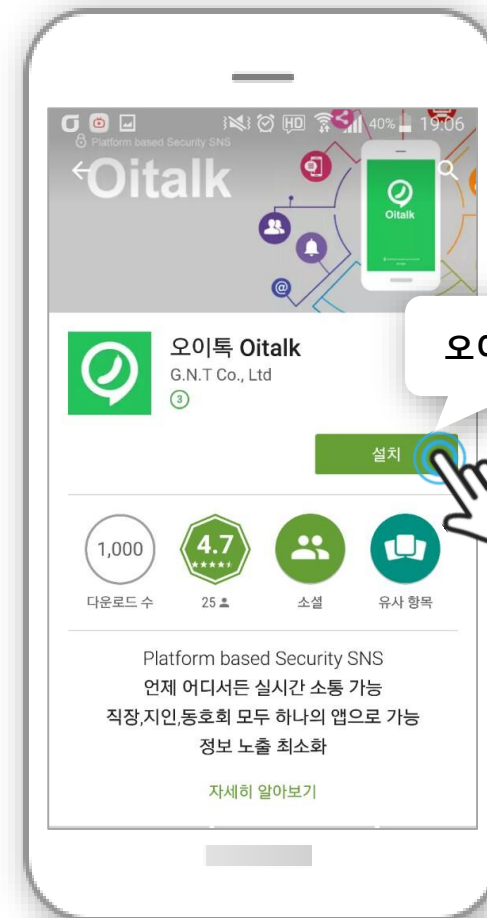 HD
40%
19:06
Platform based Security SNS
Oitalk
Oitalk
@
오이톡 Oitalk
G.N.T Co., Ltd
3
설치
1,000
4.7
다운로드 수
25
소셜
유사 항목
Platform based Security SNS
언제 어디서든 실시간 소통 가능
직장,지인,동호회 모두 하나의 앱으로 가능
정보 노출 최소화
자세히 알아보기